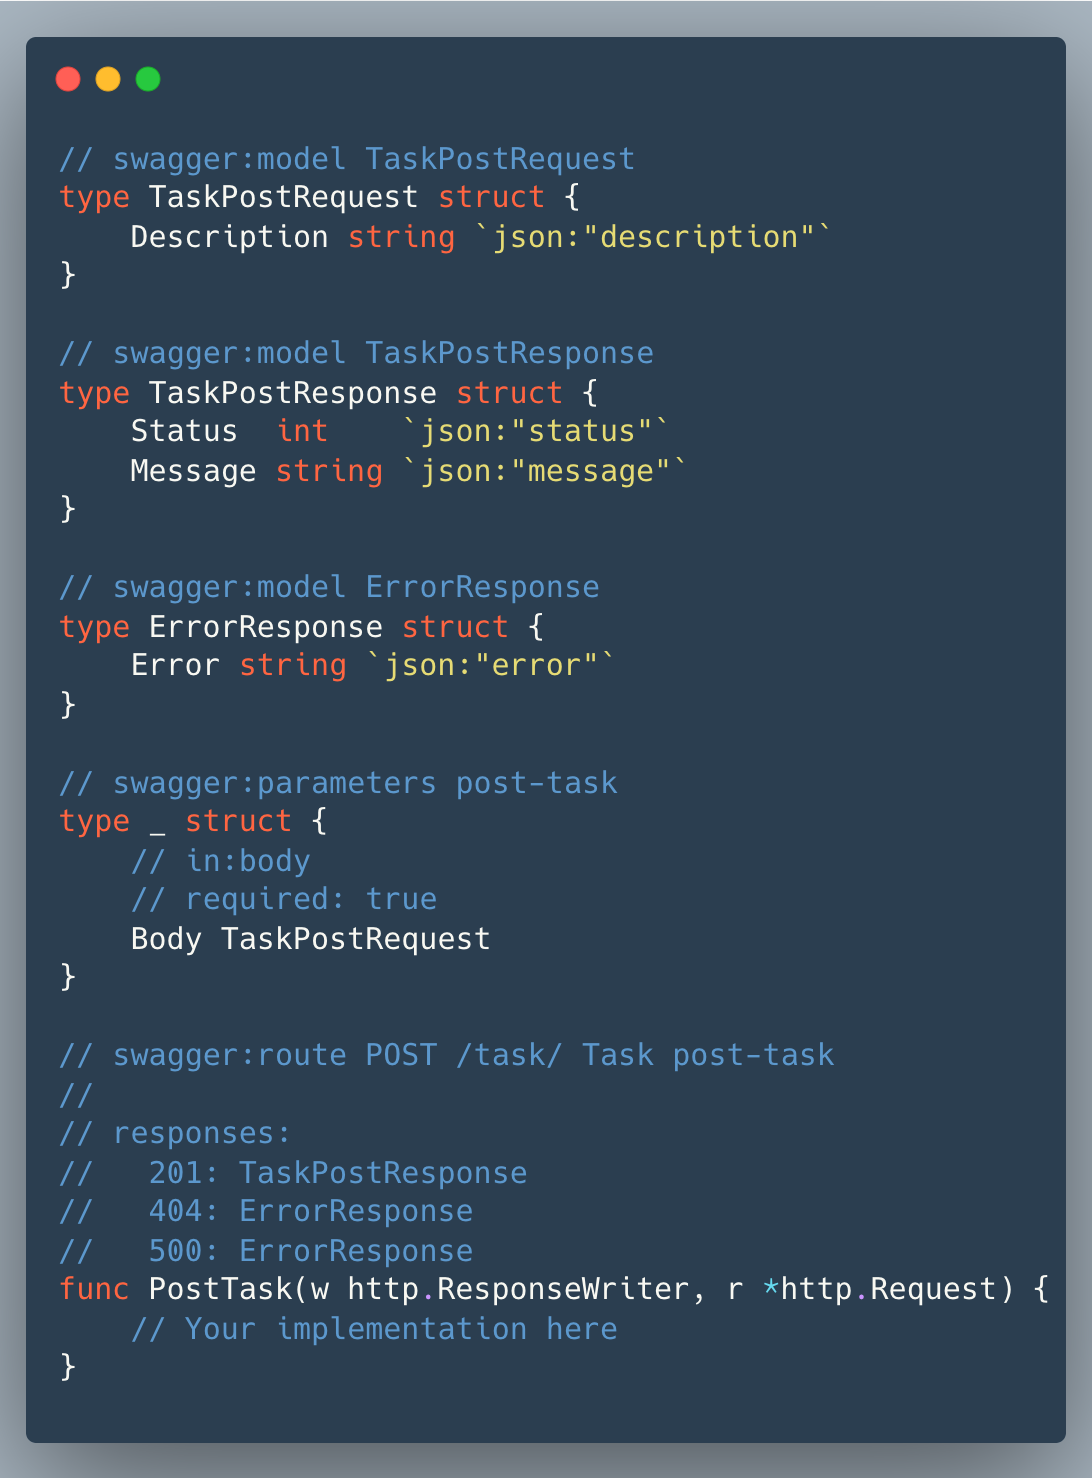 // swagger:model TaskPostRequest
type TaskPostRequest struct {
    Description string `json:"description"`
}

// swagger:model TaskPostResponse
type TaskPostResponse struct {
    Status  int    `json:"status"`
    Message string `json:"message"`
}

// swagger:model ErrorResponse
type ErrorResponse struct {
    Error string `json:"error"`
}

// swagger:parameters post-task
type _ struct {
    // in:body
    // required: true
    Body TaskPostRequest
}

// swagger:route POST /task/ Task post-task
//
// responses:
//   201: TaskPostResponse
//   404: ErrorResponse
//   500: ErrorResponse
func PostTask(w http.ResponseWriter, r *http.Request) {
    // Your implementation here
}